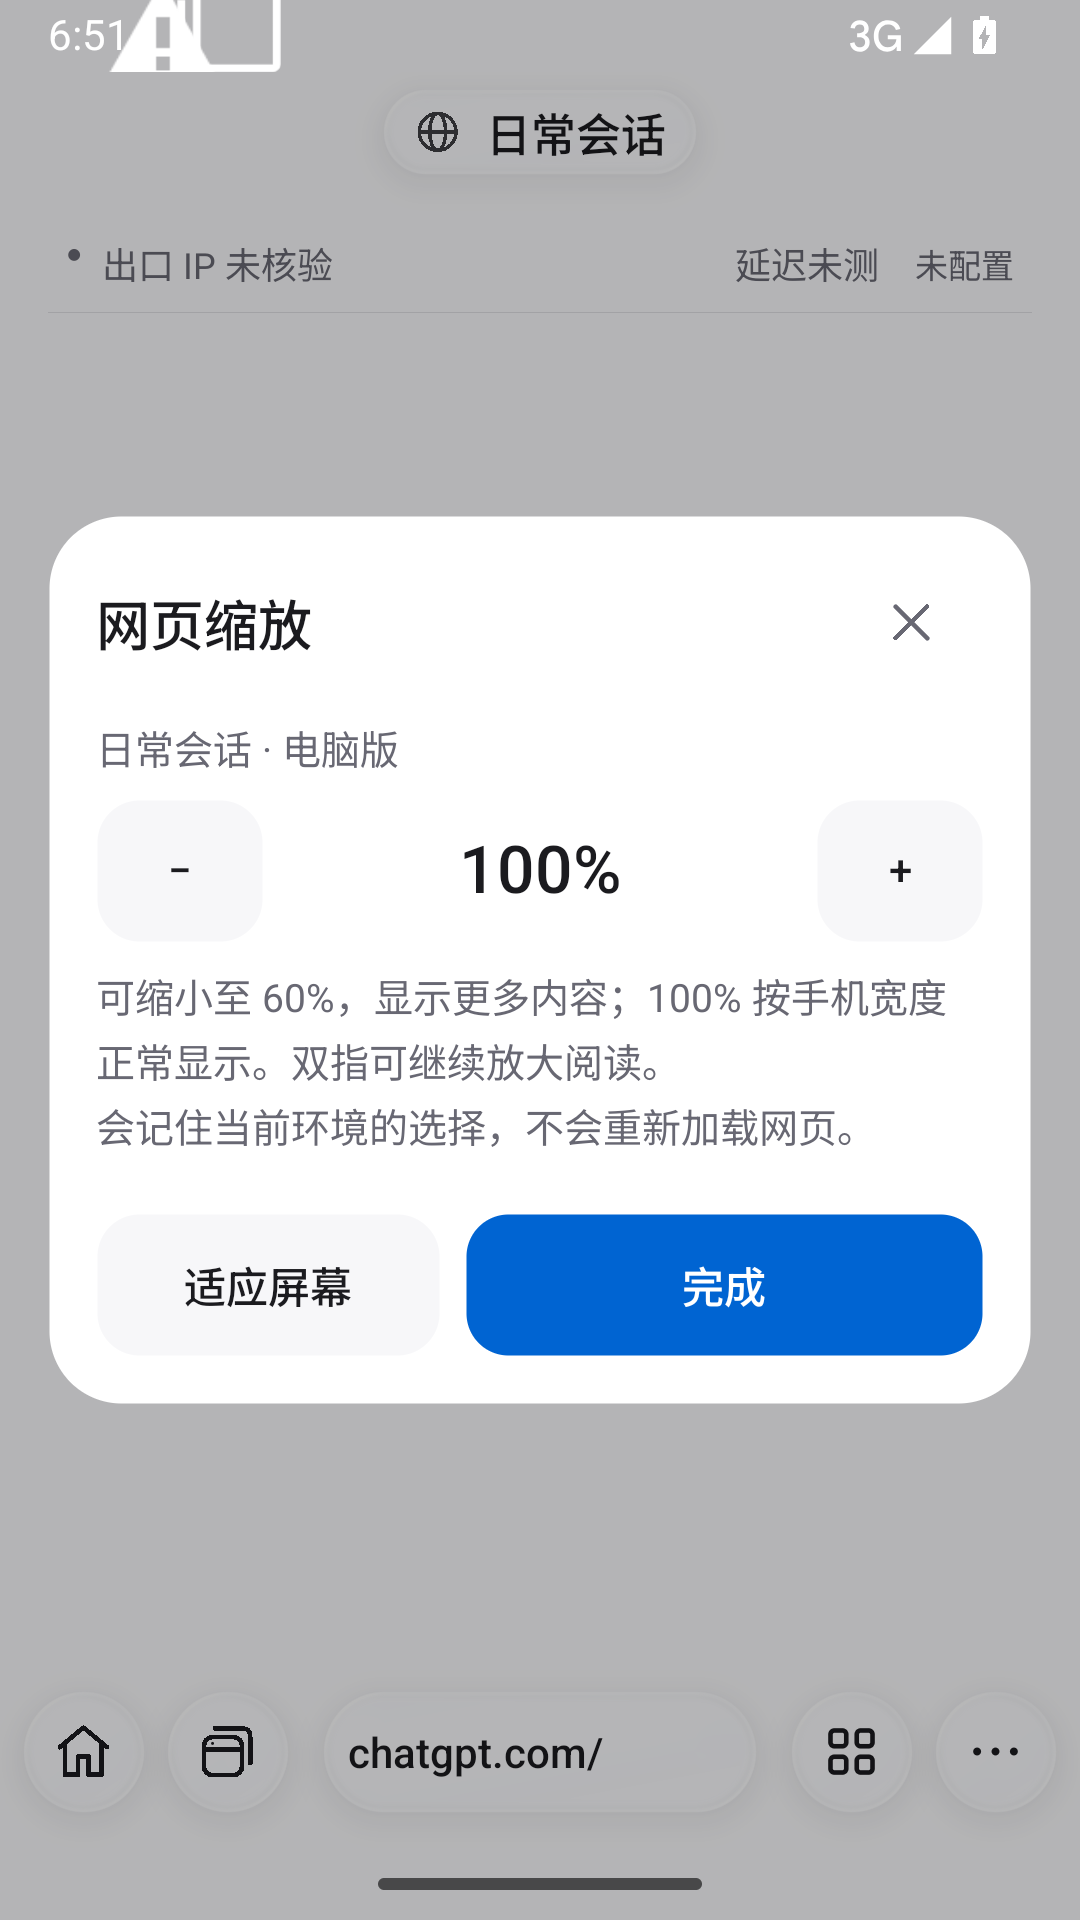 6:51
3G
日常会话
出口 IP 未核验
延迟未测 未配置
网页缩放
日常会话 · 电脑版
−
100%
+
可缩小至 60%，显示更多内容；100% 按手机宽度
正常显示。双指可继续放大阅读。
会记住当前环境的选择，不会重新加载网页。
适应屏幕
完成
chatgpt.com/